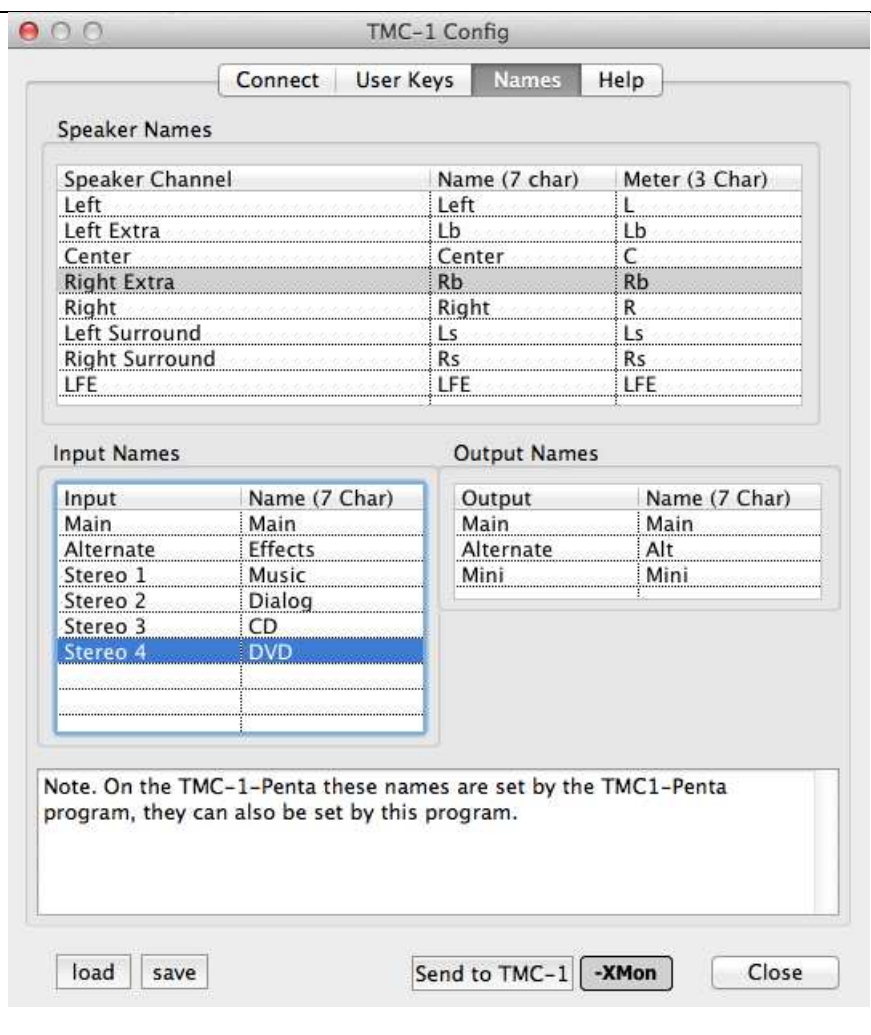 TMC-1 Config
Connect User Keys Names Help
Speaker Names
Speaker Channel Name (7 char) Meter (3 Char)
Left Left L
Left Extra Lb Lb
Center Center C
Right Extra Rb Rb
Right Right R
Left Surround Ls Ls
Right Surround Rs Rs
LFE LFE LFE
Input Names
Input Name (7 Char)
Main Main
Alternate Effects
Stereo 1 Music
Stereo 2 Dialog
Stereo 3 CD
Stereo 4 DVD
Output Names
Output Name (7 Char)
Main Main
Alternate Alt
Mini Mini
Note. On the TMC-1-Penta these names are set by the TMC1-Penta
program, they can also be set by this program.
load save Send to TMC-1 -XMon Close